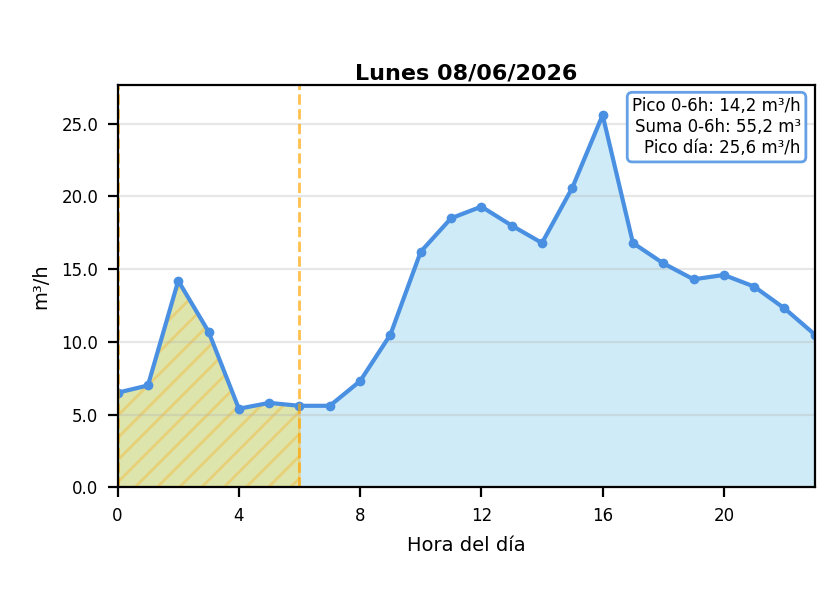 Lunes 08/06/2026
Pico 0-6h: 14,2 m³/h
Suma 0-6h: 55,2 m³
Pico día: 25,6 m³/h
m³/h
25.0
20.0
15.0
10.0
5.0
0.0
0 4 8 12 16 20
Hora del día